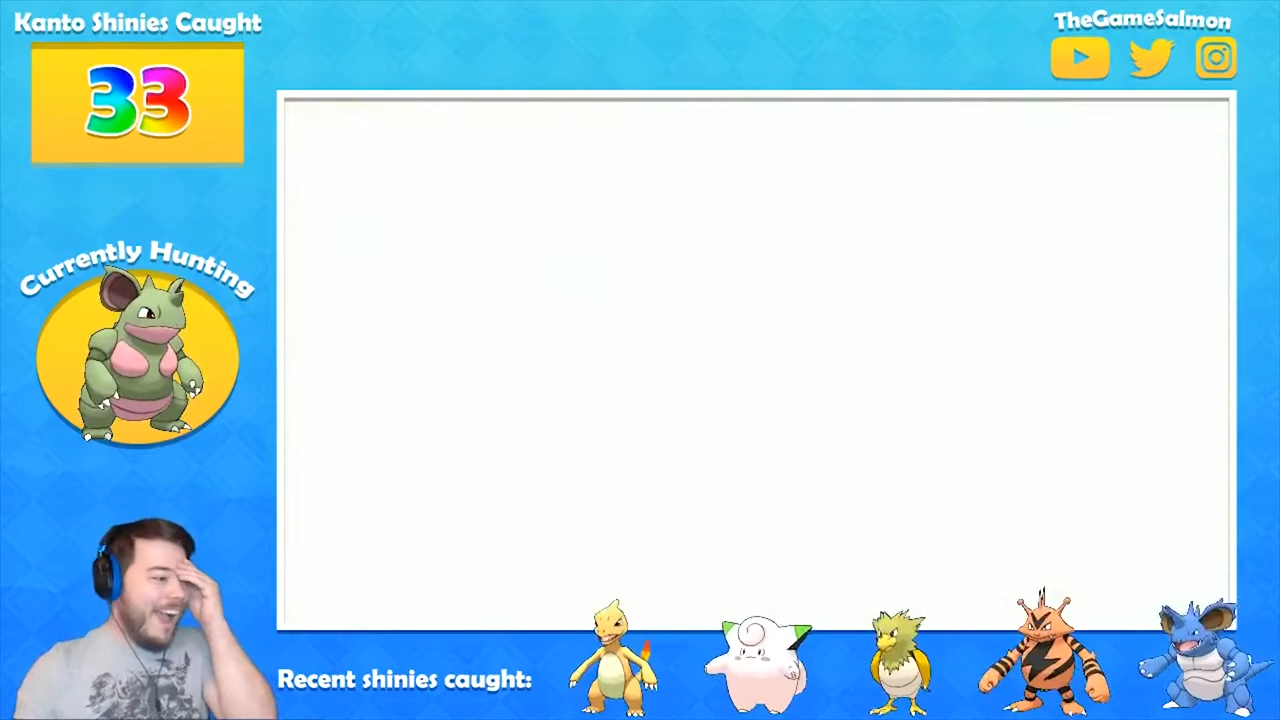 Kanto Shinies Caught
33
TheGameSalmon
Currently Hunting
Recent shinies caught: